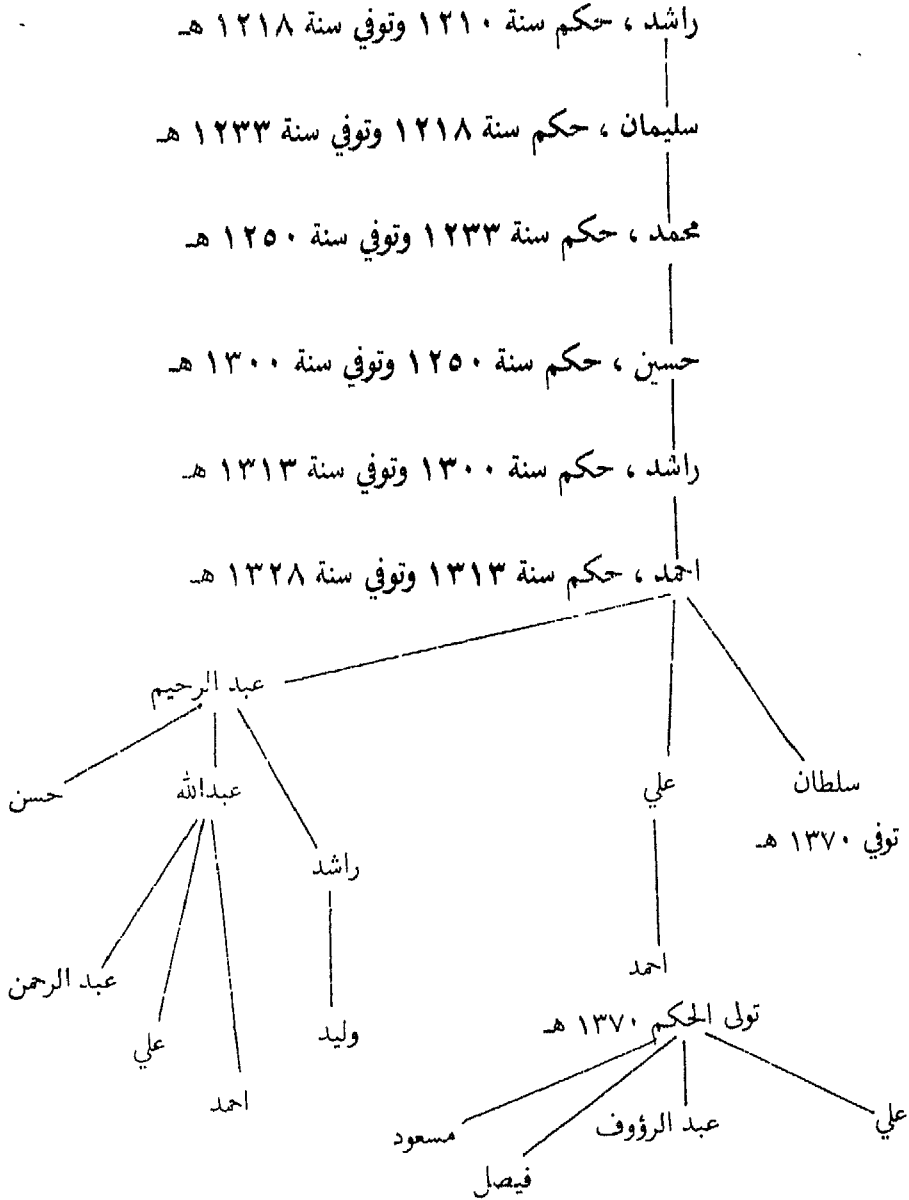 راشد ، حكم سنة ١٢١٠ وتوفي سنة ١٢١٨ هـ
سليمان ، حكم سنة ١٢١٨ وتوفي سنة ١٢٣٣ هـ
محمد ، حكم سنة ١٢٣٣ وتوفي سنة ١٢٥٠ هـ
حسين ، حكم سنة ١٢٥٠ وتوفي سنة ١٣٠٠ هـ
راشد ، حكم سنة ١٣٠٠ وتوفي سنة ١٣١٣ هـ
احمد ، حكم سنة ١٣١٣ وتوفي سنة ١٣٢٨ هـ
عبد الرحيم
سلطان
توفي ١٣٧٠ هـ
علي
عبدالله
حسن
راشد
احمد
تولى الحكم ١٣٧٠ هـ
وليد
عبد الرحمن
علي
احمد
علي
عبد الرؤوف
مسعود
فيصل